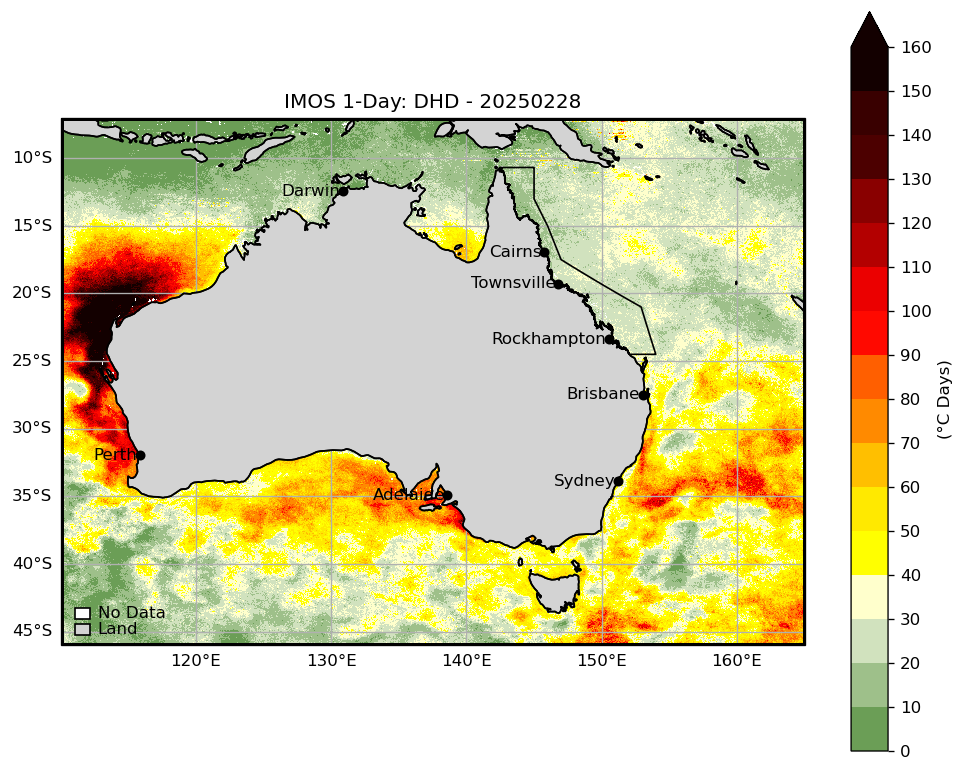 IMOS 1-Day: DHD - 20250228
160
150
140
130
120
110
100
90
80
70
60
50
40
30
20
10
0
(°C Days)
10°S
15°S
20°S
25°S
30°S
35°S
40°S
45°S
Darwin
Cairns
Townsville
Rockhampton
Brisbane
Perth
Sydney
Adelaide
No Data
Land
120°E
130°E
140°E
150°E
160°E